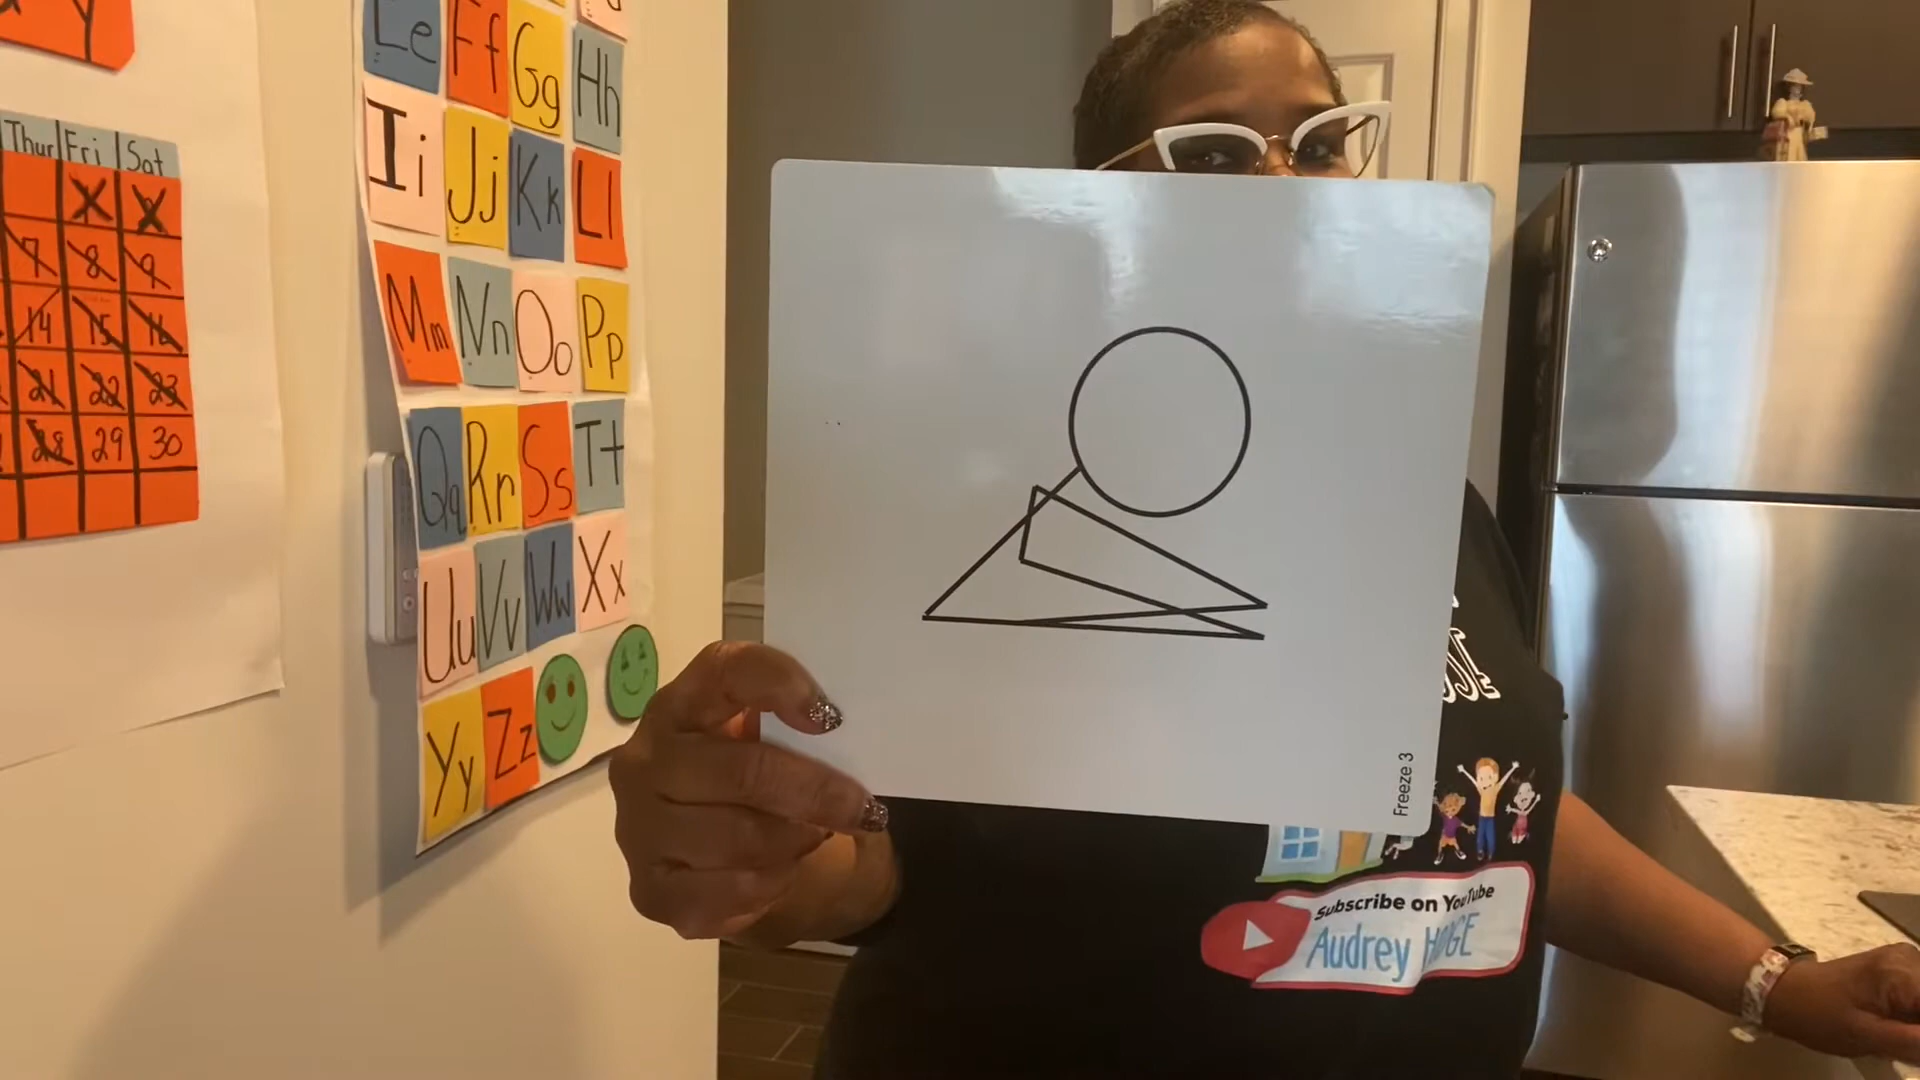 Y
Thur Fri Sat
X X
7 8 9
14 15 16
21 22 23
28 29 30
Ee Ff Gg Hh
Ii Jj Kk Ll
Mm Nn Oo Pp
Qq Rr Ss Tt
Uu Vv Ww Xx
Yy Zz
Freeze 3
Subscribe on YouTube
Audrey